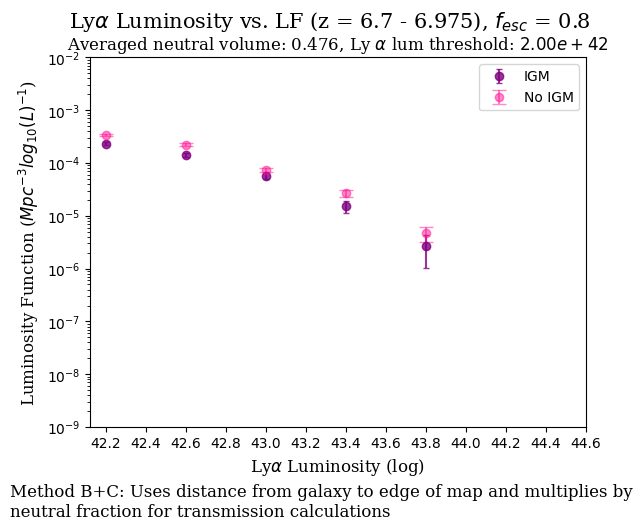 Lyα Luminosity vs. LF (z = 6.7 - 6.975), f_esc = 0.8
Averaged neutral volume: 0.476, Ly α lum threshold: 2.00e + 42
IGM
No IGM
Luminosity Function (Mpc⁻³log₁₀(L)⁻¹)
10⁻²
10⁻³
10⁻⁴
10⁻⁵
10⁻⁶
10⁻⁷
10⁻⁸
10⁻⁹
42.2 42.4 42.6 42.8 43.0 43.2 43.4 43.6 43.8 44.0 44.2 44.4 44.6
Lyα Luminosity (log)
Method B+C: Uses distance from galaxy to edge of map and multiplies by
neutral fraction for transmission calculations